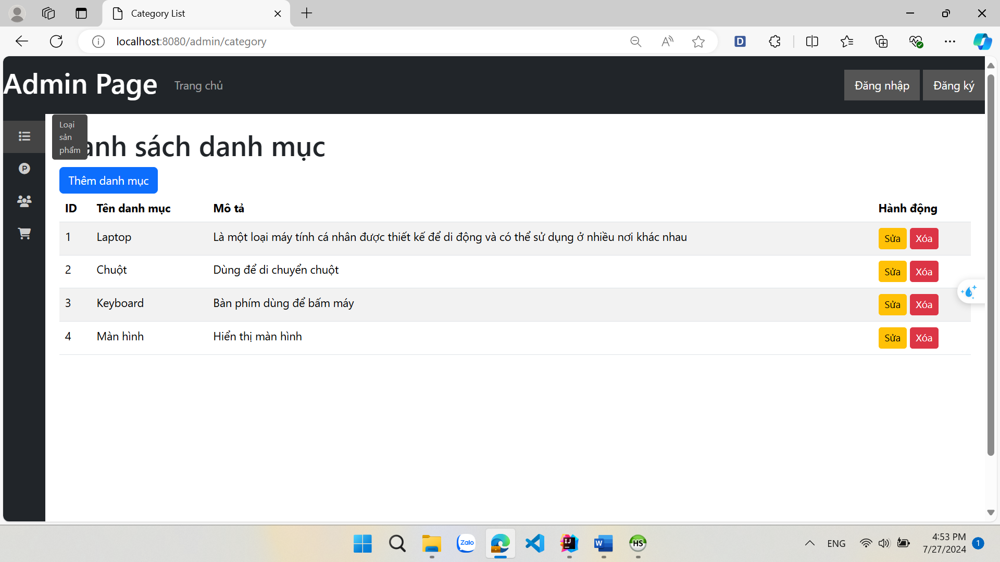 Category List
localhost:8080/admin/category
Admin Page Trang chủ Đăng nhập Đăng ký
Loại
sản
phẩm
anh sách danh mục
Thêm danh mục
ID Tên danh mục Mô tả Hành động
1 Laptop Là một loại máy tính cá nhân được thiết kế để di động và có thể sử dụng ở nhiều nơi khác nhau Sửa Xóa
2 Chuột Dùng để di chuyển chuột Sửa Xóa
3 Keyboard Bàn phím dùng để bấm máy Sửa Xóa
4 Màn hình Hiển thị màn hình Sửa Xóa
Zalo
IJ
W
HS
ENG
4:53 PM
7/27/2024
1